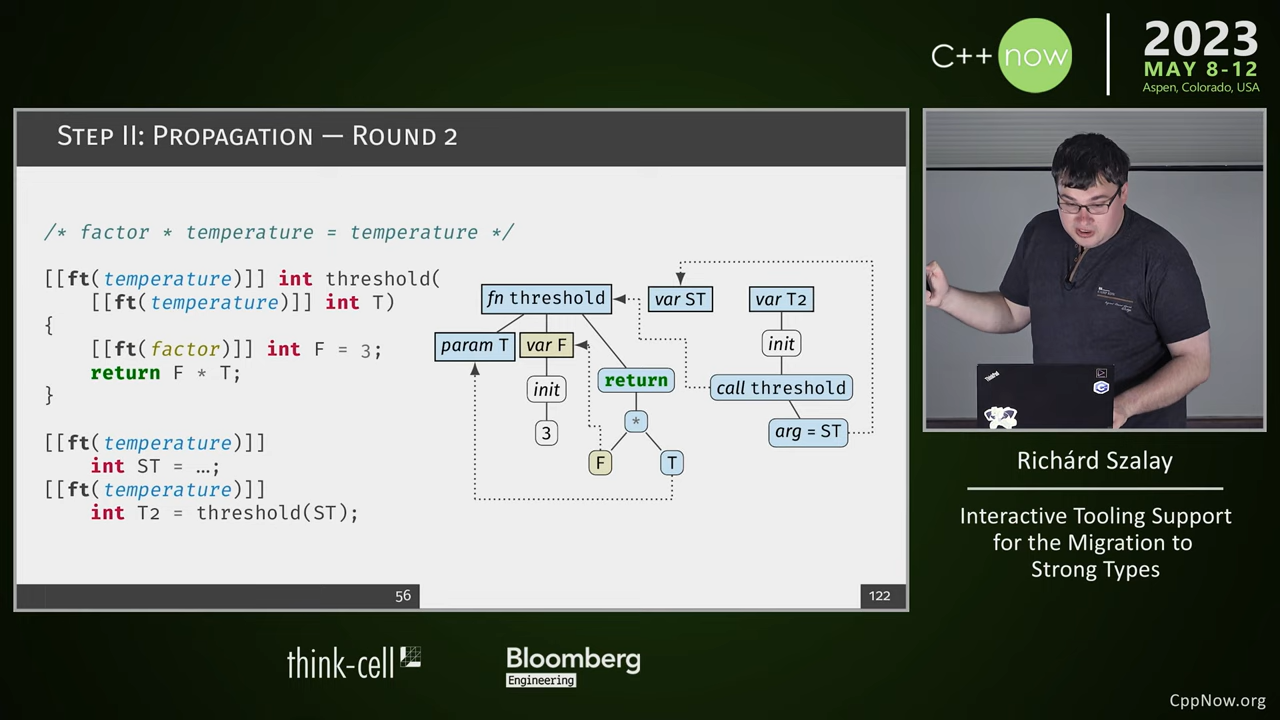 C++ now
2023
MAY 8-12
Aspen, Colorado, USA
Step II: Propagation — Round 2
/* factor * temperature = temperature */
[[ft(temperature)]] int threshold(
[[ft(temperature)]] int T)
{
[[ft(factor)]] int F = 3;
return F * T;
}
[[ft(temperature)]]
int ST = …;
[[ft(temperature)]]
int T2 = threshold(ST);
fn threshold
var ST
var T2
param T
var F
init
init
return
call threshold
3
*
arg = ST
F
T
56
122
ThinkPad
Richárd Szalay
Interactive Tooling Support
for the Migration to
Strong Types
think-cell
Bloomberg
Engineering
CppNow.org